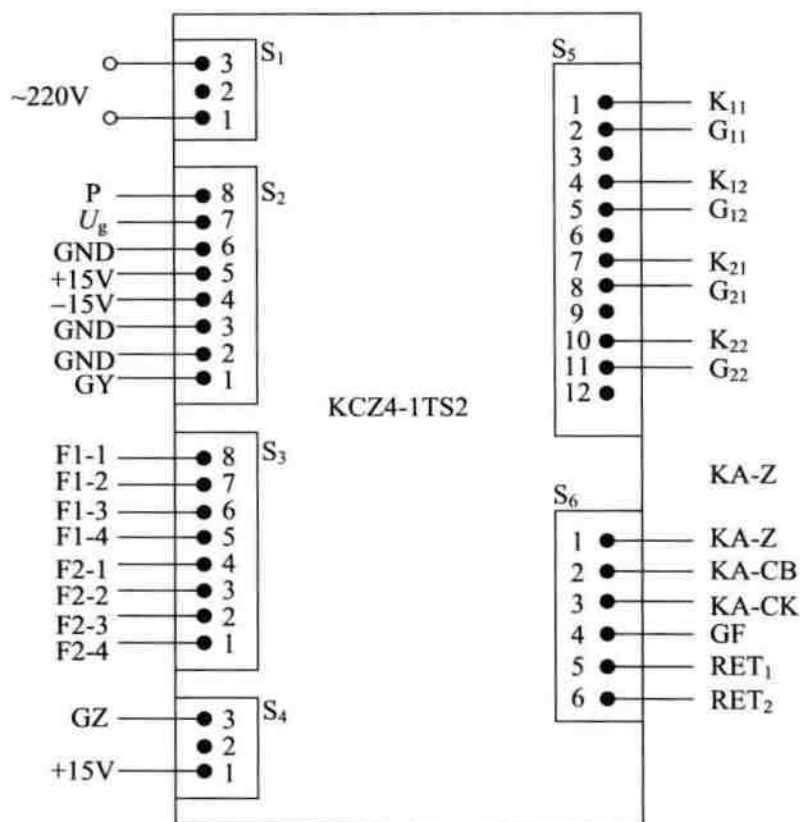 S₁
3
~220V
2
1
S₂
P 8
U_g 7
GND 6
+15V 5
−15V 4
GND 3
GND 2
GY 1
S₃
F1-1 8
F1-2 7
F1-3 6
F1-4 5
F2-1 4
F2-2 3
F2-3 2
F2-4 1
S₄
GZ 3
2
+15V 1
KCZ4-1TS2
S₅
1 K₁₁
2 G₁₁
3
4 K₁₂
5 G₁₂
6
7 K₂₁
8 G₂₁
9
10 K₂₂
11 G₂₂
12
KA-Z
S₆
1 KA-Z
2 KA-CB
3 KA-CK
4 GF
5 RET₁
6 RET₂